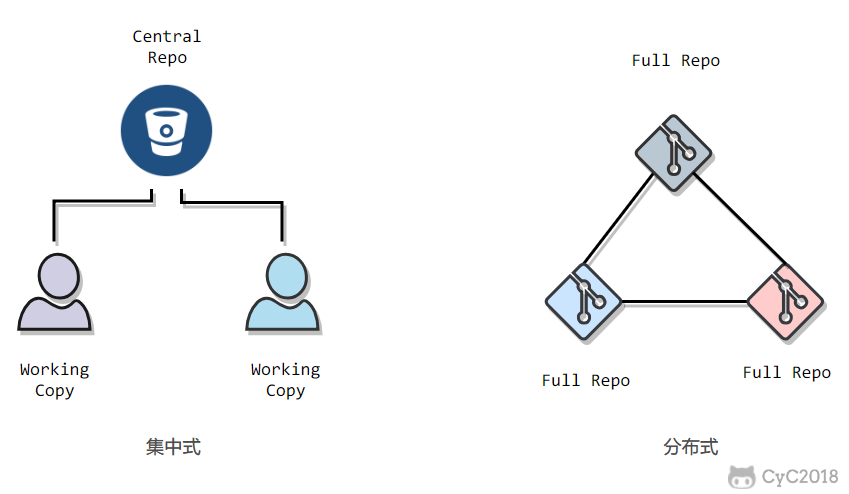 Central
Repo
Working
Copy
Working
Copy
集中式
Full Repo
Full Repo
Full Repo
分布式
CyC2018